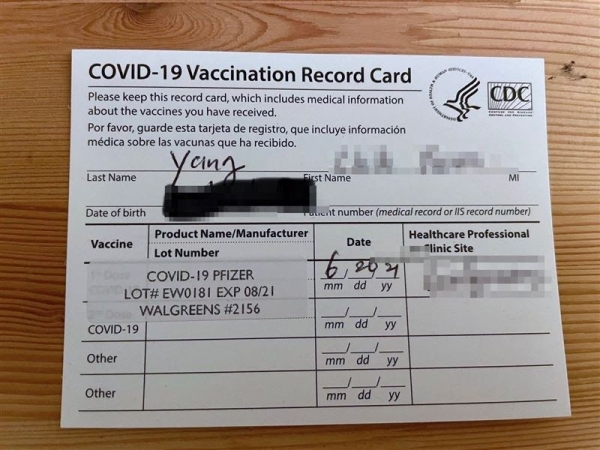 COVID-19 Vaccination Record Card
Please keep this record card, which includes medical information
about the vaccines you have received.
Por favor, guarde esta tarjeta de registro, que incluye información
médica sobre las vacunas que ha recibido.
CDC
Yang
Last Name First Name MI
Date of birth number (medical record or IIS record number)
Vaccine Product Name/Manufacturer Date Healthcare Professional
Lot Number Clinic Site
COVID-19 PFIZER 6/20/21
LOT# EW0181 EXP 08/21 mm dd yy
WALGREENS #2156
COVID-19 mm dd yy
Other mm dd yy
Other mm dd yy